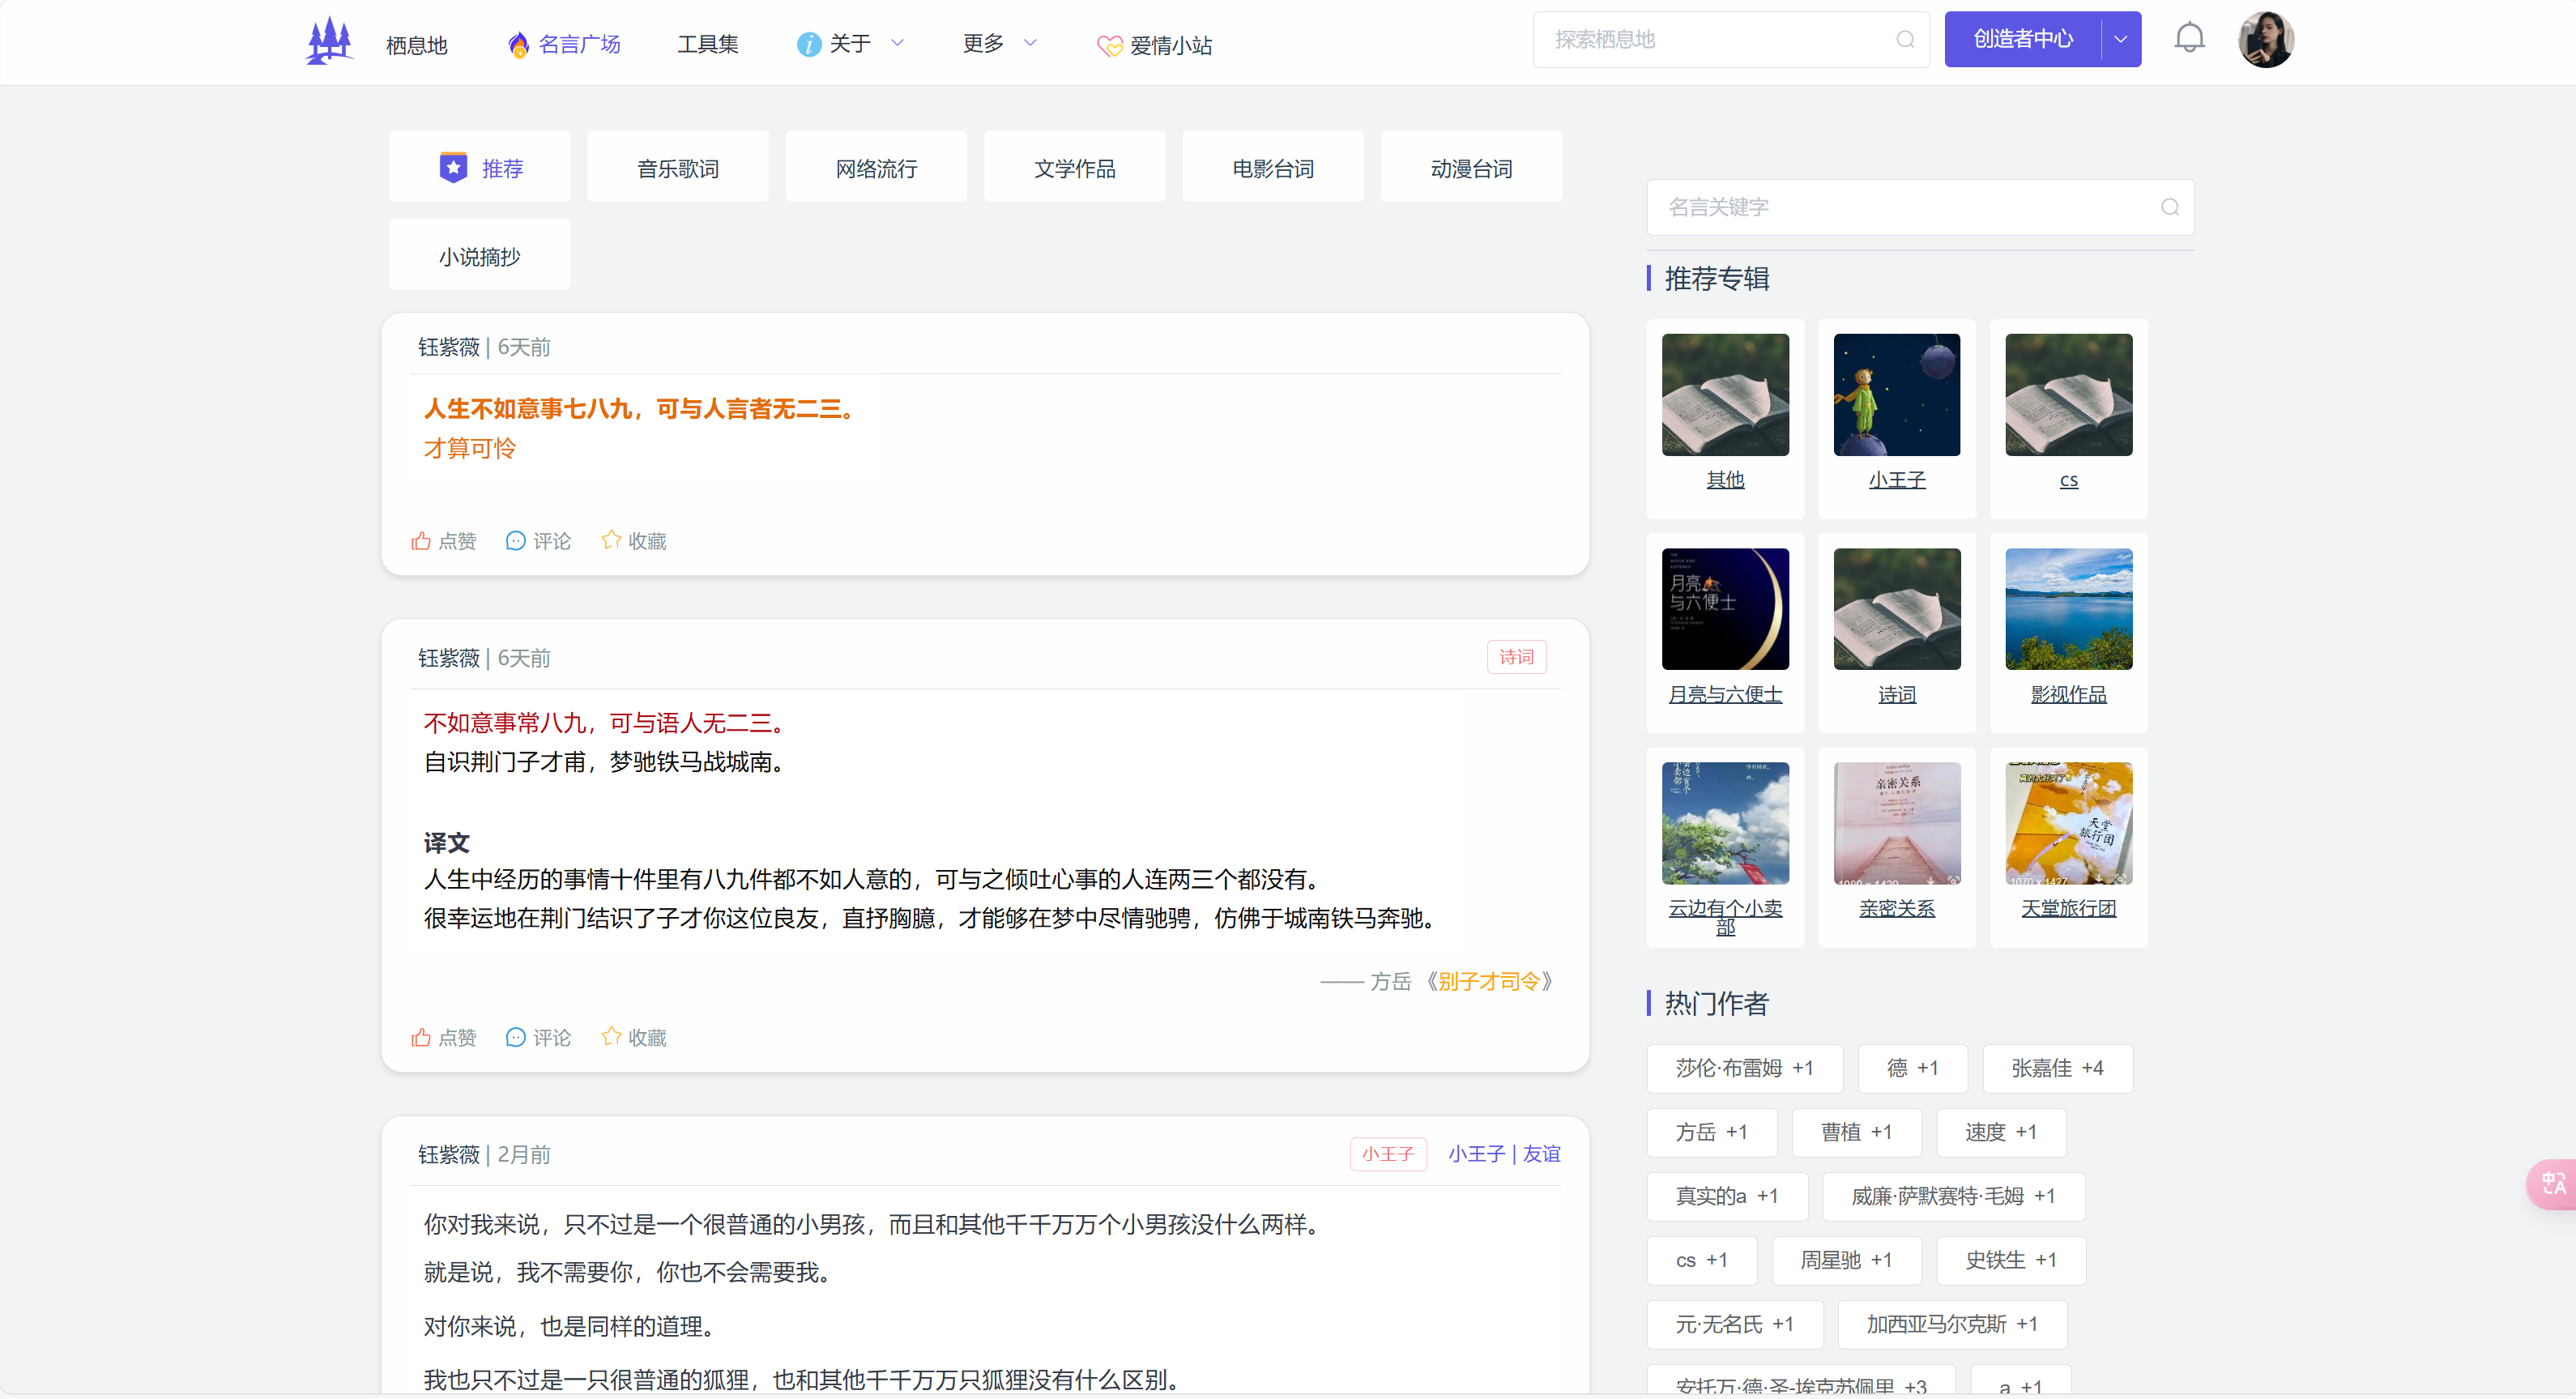 栖息地
名言广场
工具集
关于
更多
爱情小站
探索栖息地
创造者中心
推荐
音乐歌词
网络流行
文学作品
电影台词
动漫台词
小说摘抄
钰紫薇 | 6天前
人生不如意事七八九，可与人言者无二三。
才算可怜
点赞 评论 收藏
钰紫薇 | 6天前
诗词
不如意事常八九，可与语人无二三。
自识荆门子才甫，梦驰铁马战城南。
译文
人生中经历的事情十件里有八九件都不如人意的，可与之倾吐心事的人连两三个都没有。
很幸运地在荆门结识了子才你这位良友，直抒胸臆，才能够在梦中尽情驰骋，仿佛于城南铁马奔驰。
—— 方岳 《别子才司令》
点赞 评论 收藏
钰紫薇 | 2月前
小王子
小王子 | 友谊
你对我来说，只不过是一个很普通的小男孩，而且和其他千千万万个小男孩没什么两样。
就是说，我不需要你，你也不会需要我。
对你来说，也是同样的道理。
我也只不过是一只很普通的狐狸，也和其他千千万万只狐狸没有什么区别。
名言关键字
推荐专辑
其他
小王子
cs
月亮
与六便士
月亮与六便士
诗词
影视作品
云边有个小卖
部
亲密关系
亲密关系
天堂
旅行团
1070 x 1427
天堂旅行团
热门作者
莎伦·布雷姆 +1
德 +1
张嘉佳 +4
方岳 +1
曹植 +1
速度 +1
真实的a +1
威廉·萨默赛特·毛姆 +1
cs +1
周星驰 +1
史铁生 +1
元·无名氏 +1
加西亚马尔克斯 +1
安托万·德·圣-埃克苏佩里 +3
a +1
中A